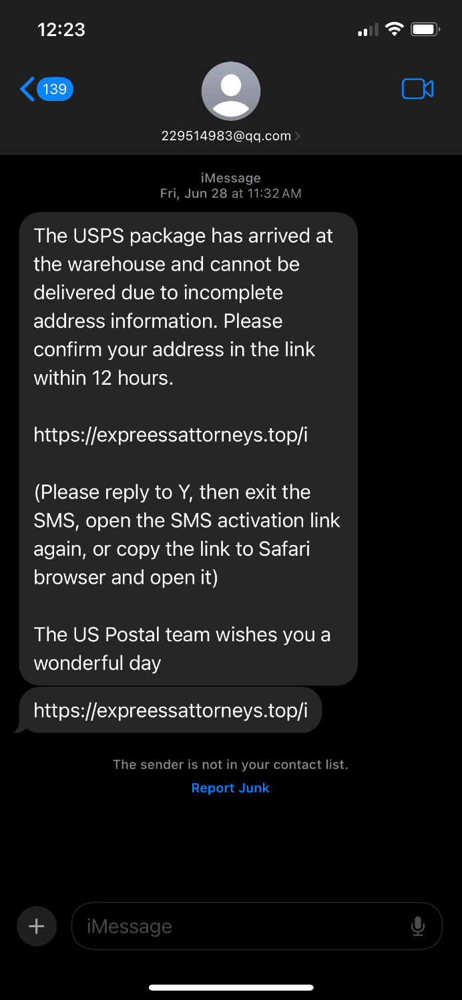 12:23
139
229514983@qq.com
iMessage
Fri, Jun 28 at 11:32 AM
The USPS package has arrived at
the warehouse and cannot be
delivered due to incomplete
address information. Please
confirm your address in the link
within 12 hours.
https://expreessattorneys.top/i
(Please reply to Y, then exit the
SMS, open the SMS activation link
again, or copy the link to Safari
browser and open it)
The US Postal team wishes you a
wonderful day
https://expreessattorneys.top/i
The sender is not in your contact list.
Report Junk
iMessage